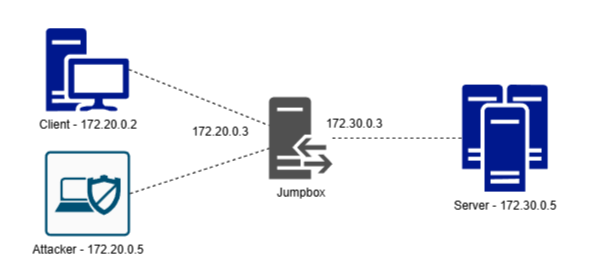 Client - 172.20.0.2
172.20.0.3
172.30.0.3
Jumpbox
Server - 172.30.0.5
Attacker - 172.20.0.5